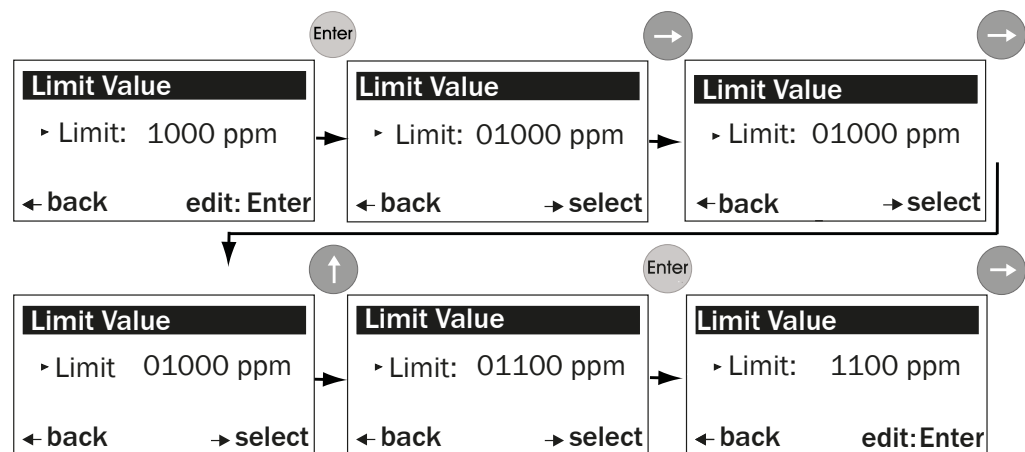 Enter
Limit Value
Limit: 1000 ppm
back edit: Enter
Limit Value
Limit: 01000 ppm
back select
Limit Value
Limit: 01000 ppm
back select
Limit Value
Limit 01000 ppm
back select
Limit Value
Limit: 01100 ppm
back select
Enter
Limit Value
Limit: 1100 ppm
back edit: Enter